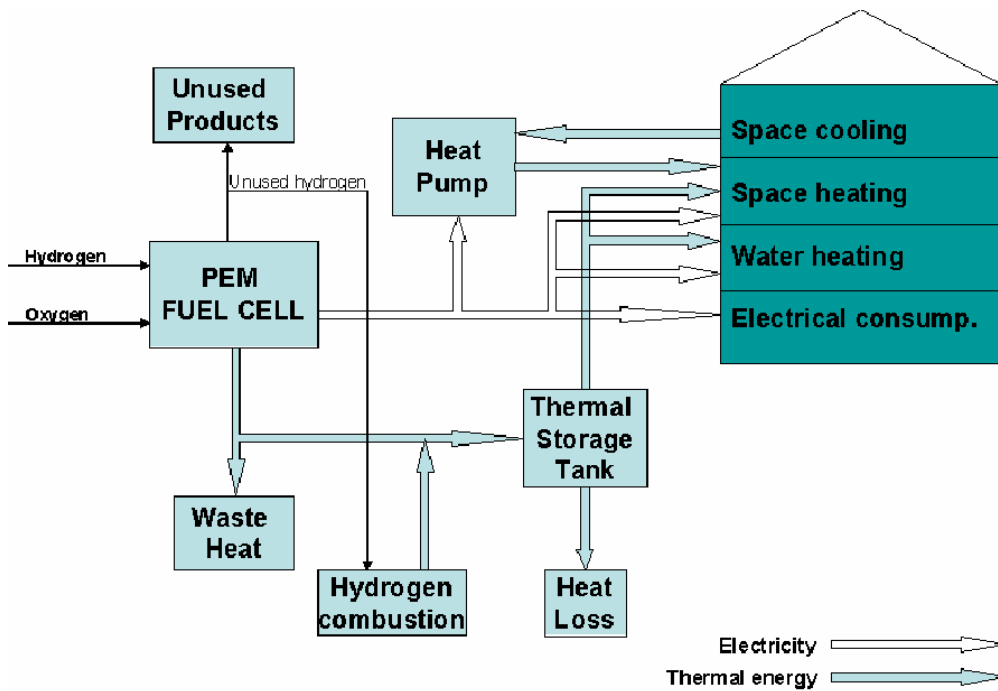 Unused
Products
Unused hydrogen
Heat
Pump
Space cooling
Space heating
Water heating
Electrical consump.
Hydrogen
Oxygen
PEM
FUEL CELL
Thermal
Storage
Tank
Waste
Heat
Hydrogen
combustion
Heat
Loss
Electricity
Thermal energy